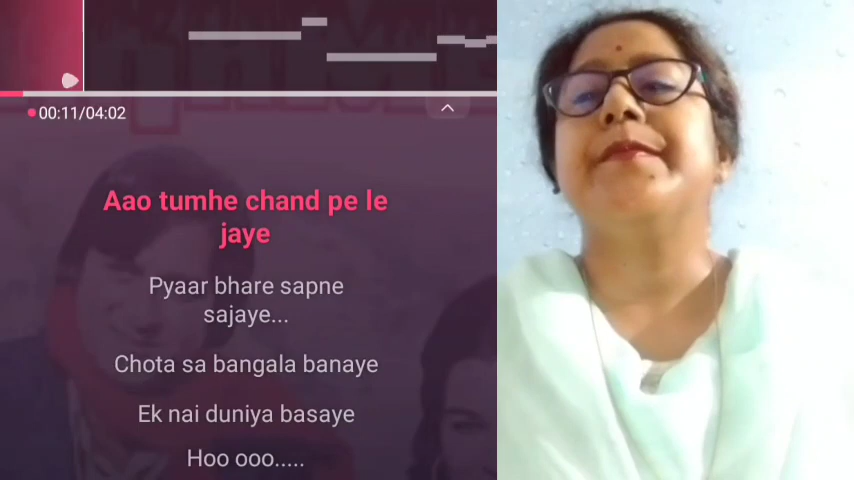 00:11/04:02
Aao tumhe chand pe le
jaye
Pyaar bhare sapne
sajaye...
Chota sa bangala banaye
Ek nai duniya basaye
Hoo ooo.....